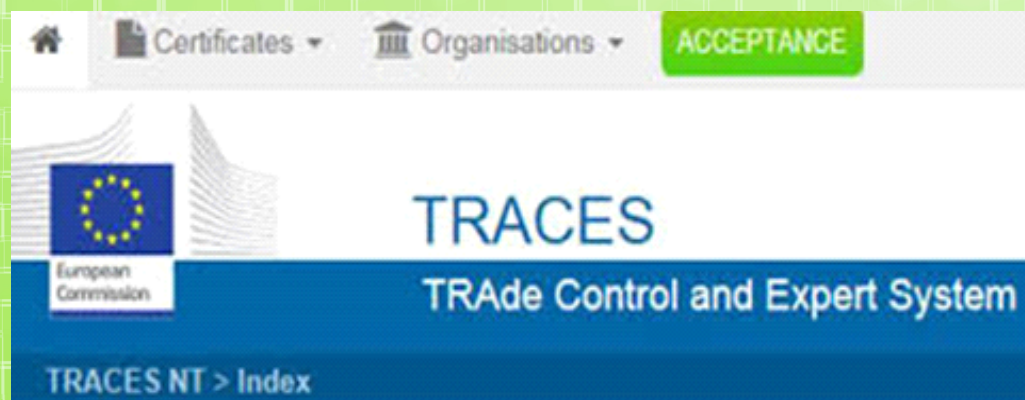 Certificates Organisations ACCEPTANCE
TRACES
European
Commission
TRAde Control and Expert System
TRACES NT > Index